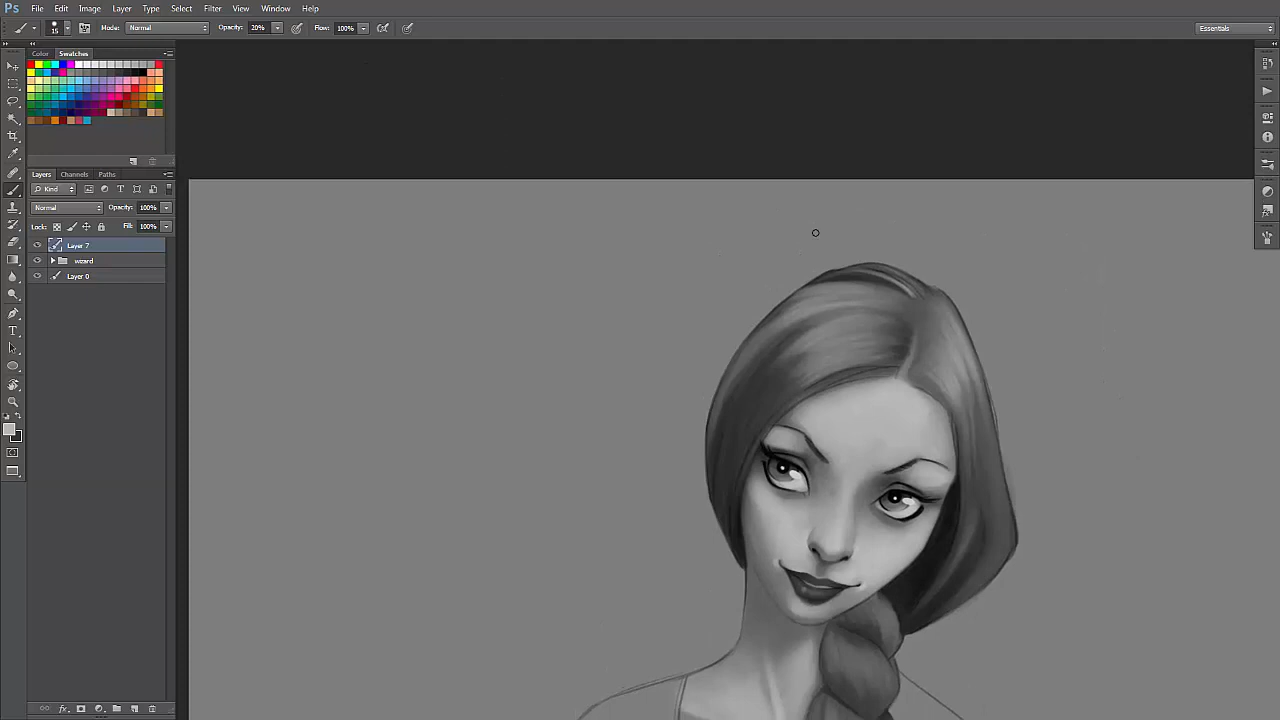 Ps File Edit Image Layer Type Select Filter View Window Help
15 Mode: Normal Opacity: 20% Flow: 100% Essentials
Color Swatches
Layers Channels Paths
Kind
Normal Opacity: 100%
Lock: Fill: 100%
Layer 7
wizard
Layer 0